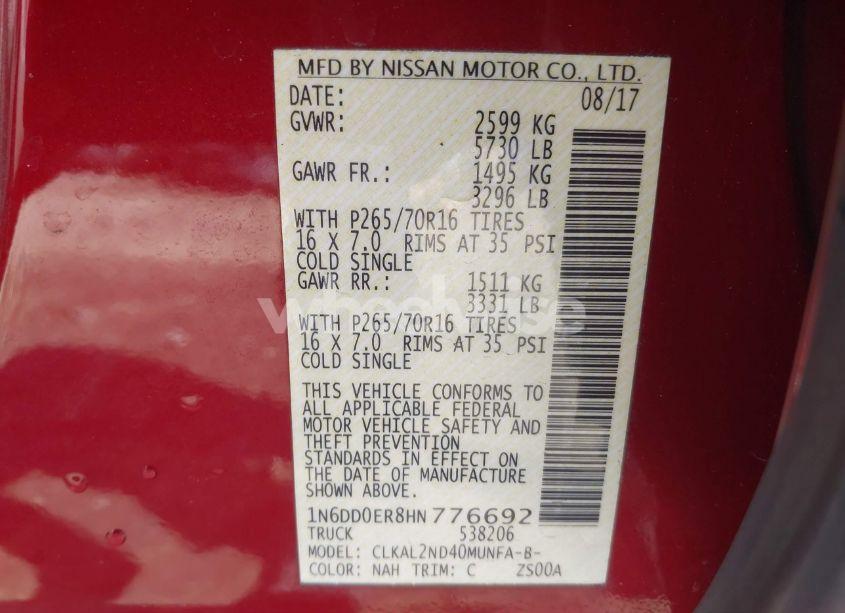 MFD BY NISSAN MOTOR CO., LTD.
DATE: 08/17
GVWR: 2599 KG
5730 LB
GAWR FR.: 1495 KG
3296 LB
WITH P265/70R16 TIRES
16 X 7.0 RIMS AT 35 PSI
COLD SINGLE
GAWR RR.: 1511 KG
3331 LB
WITH P265/70R16 TIRES
16 X 7.0 RIMS AT 35 PSI
COLD SINGLE
THIS VEHICLE CONFORMS TO
ALL APPLICABLE FEDERAL
MOTOR VEHICLE SAFETY AND
THEFT PREVENTION
STANDARDS IN EFFECT ON
THE DATE OF MANUFACTURE
SHOWN ABOVE.
1N6DD0ER8HN 776692
TRUCK 538206
MODEL: CLKAL2ND40MUNFA-B-
COLOR: NAH TRIM: C ZS00A